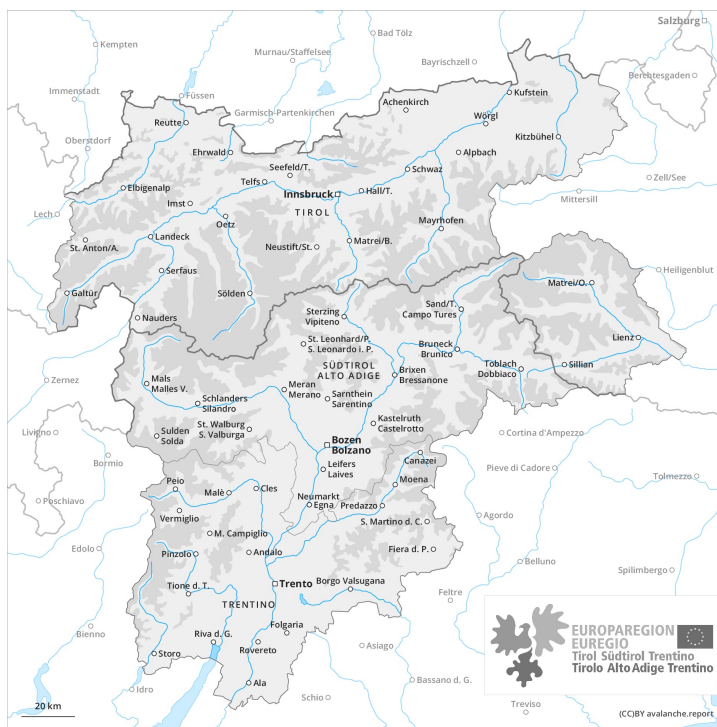 Salzburg
Kempten
Bad Tölz
Murnau/Staffelsee
Bayrischzell
Berchtesgaden
Immenstadt
Füssen
Kufstein
Garmisch-Partenkirchen
Achenkirch
Reutte
Wörgl
Oberstdorf
Kitzbühel
Ehrwald
Alpbach
Seefeld/T.
Schwaz
Telfs
Zell/See
Elbigenalp
Innsbruck
Hall/T.
Mittersill
Imst
TIROL
Lech
Oetz
Mayrhofen
St. Anton/A.
Landeck
Neustift/St.
Matrei/B.
Serfaus
Heiligenblut
Galtür
Sölden
Matrei/O.
Nauders
Sterzing
Vipiteno
Sand/T.
Campo Tures
Lienz
St. Leonhard/P.
S. Leonardo i. P.
Bruneck
Brunico
SÜDTIROL
ALTO ADIGE
Toblach
Dobbiaco
Sillian
Brixen
Bressanone
Zernez
Mals
Malles V.
Meran
Merano
Schlanders
Silandro
Sarnthein
Sarentino
Kastelruth
Castelrotto
St. Walburg
S. Valburga
Livigno
Sulden
Solda
Bozen
Bolzano
Cortina d'Ampezzo
Bormio
Canazei
Pieve di Cadore
Leifers
Laives
Tolmezzo
Peio
Moena
Malè
Cles
Poschiavo
Neumarkt
Egna
Predazzo
Vermiglio
Agordo
S. Martino d. C.
M. Campiglio
Edolo
Pinzolo
Andalo
Fiera d. P.
Belluno
Spilimbergo
Tione d. T.
Trento
Borgo Valsugana
Feltre
TRENTINO
Folgaria
Bienno
Riva d. G.
Rovereto
Asiago
Storo
Bassano d. G.
Idro
Ala
Schio
Treviso
EUROPAREGION
EUREGIO
Tirol Südtirol Trentino
Tirolo Alto Adige Trentino
20 km
(CC)BY avalanche.report